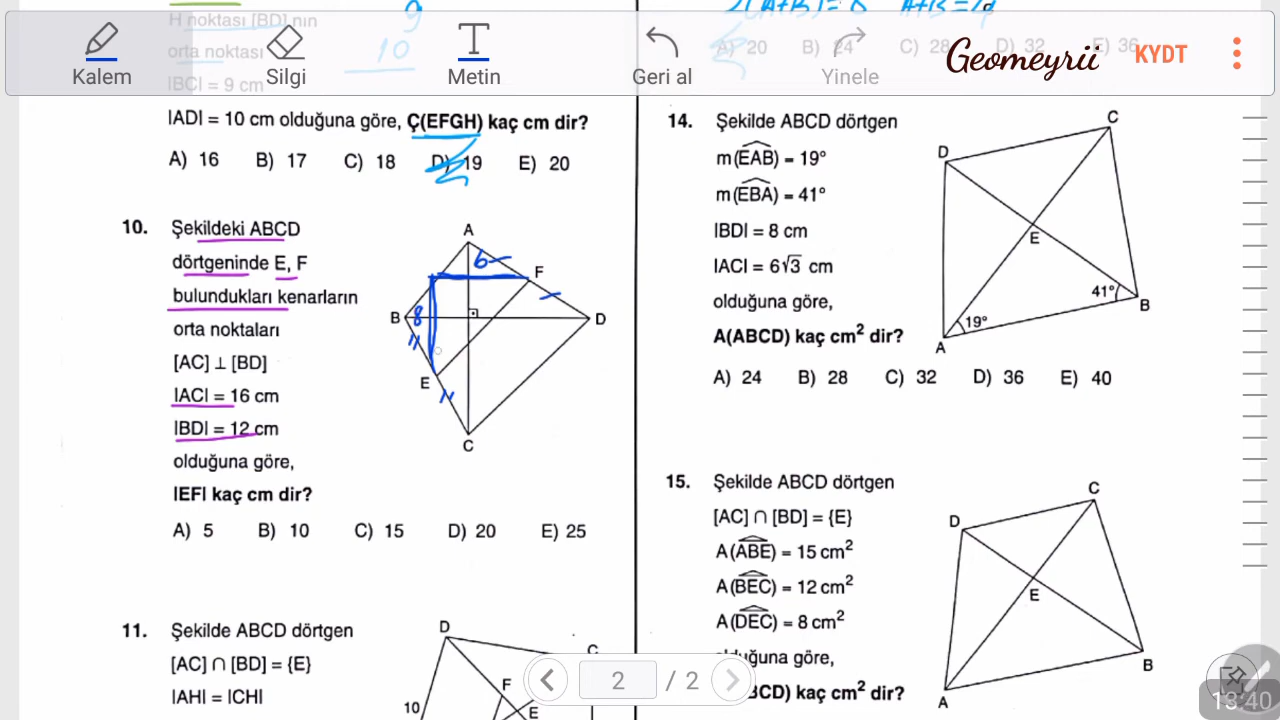 H noktası [BD] nın
orta noktası
|BC| = 9 cm
|AD| = 10 cm olduğuna göre, Ç(EFGH) kaç cm dir?
A) 16 B) 17 C) 18 D) 19 E) 20
9
10
10. Şekildeki ABCD
dörtgeninde E, F
bulundukları kenarların
orta noktaları
[AC] ⊥ [BD]
|AC| = 16 cm
|BD| = 12 cm
olduğuna göre,
|EF| kaç cm dir?
A) 5 B) 10 C) 15 D) 20 E) 25
A
6
F
B
8
D
E
C
11. Şekilde ABCD dörtgen
[AC] ∩ [BD] = {E}
|AH| = |CH|
D
C
F
10
E
A) 20 B) 24 C) 28 D) 32 E) 36
14. Şekilde ABCD dörtgen
m(EAB) = 19°
m(EBA) = 41°
|BD| = 8 cm
|AC| = 6√3 cm
olduğuna göre,
A(ABCD) kaç cm² dir?
A) 24 B) 28 C) 32 D) 36 E) 40
C
D
E
41°
B
19°
A
15. Şekilde ABCD dörtgen
[AC] ∩ [BD] = {E}
A(ABE) = 15 cm²
A(BEC) = 12 cm²
A(DEC) = 8 cm²
olduğuna göre,
BCD) kaç cm² dir?
C
D
E
B
A
Kalem Silgi Metin Geri al Yinele
Geomeyrii KYDT
2 / 2
13:40